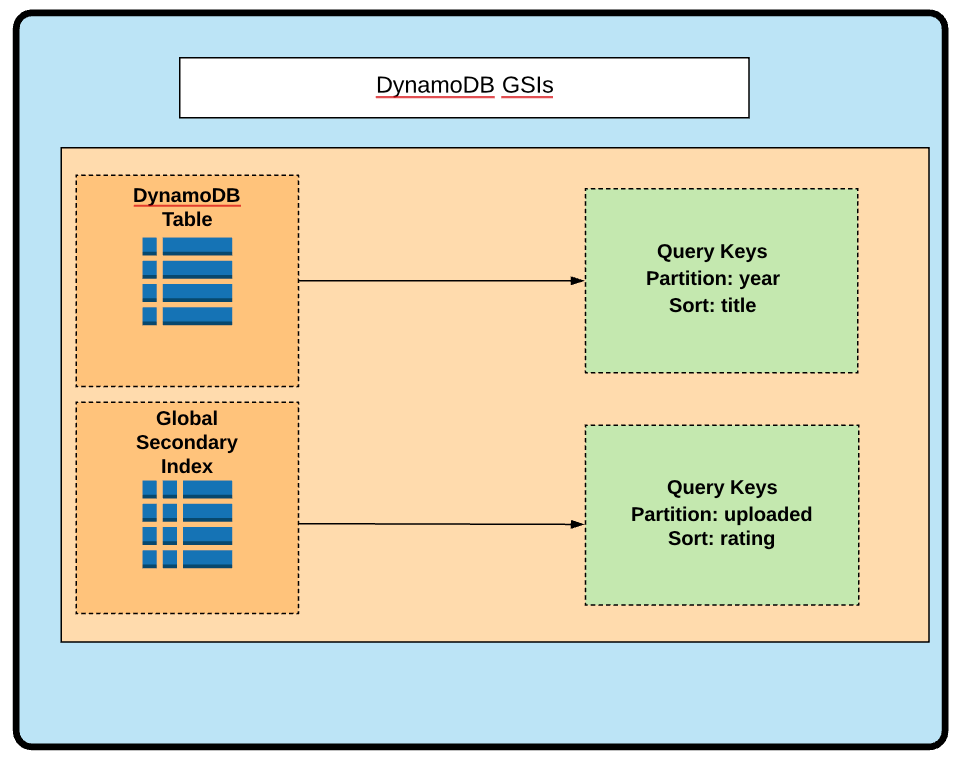 DynamoDB GSIs
DynamoDB
Table
Query Keys
Partition: year
Sort: title
Global
Secondary
Index
Query Keys
Partition: uploaded
Sort: rating